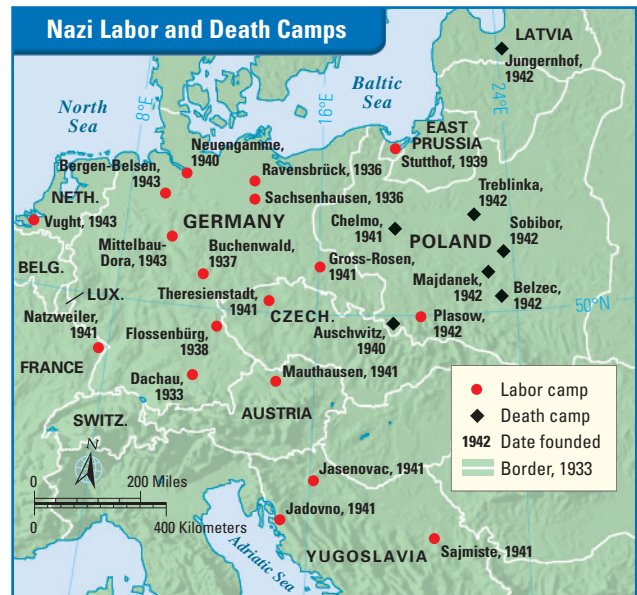 Nazi Labor and Death Camps
LATVIA
Jungernhof,
1942
24°E
Baltic
Sea
North
Sea
8°E
16°E
EAST
PRUSSIA
Stutthof, 1939
Neuengamme,
1940
Bergen-Belsen,
1943
Ravensbrück, 1936
Sachsenhausen, 1936
NETH.
Vught, 1943
GERMANY
Treblinka,
1942
Chelmo,
1941
POLAND
Sobibor,
1942
Mittelbau-
Dora, 1943
Buchenwald,
1937
Gross-Rosen,
1941
Majdanek,
1942
Belzec,
1942
BELG.
LUX.
Theresienstadt,
1941
CZECH.
50°N
Natzweiler,
1941
Flossenbürg,
1938
Auschwitz,
1940
Plasow,
1942
FRANCE
Dachau,
1933
Mauthausen, 1941
AUSTRIA
SWITZ.
Labor camp
Death camp
1942 Date founded
Border, 1933
N
0 200 Miles
0 400 Kilometers
Jasenovac, 1941
Jadovno, 1941
Adriatic Sea
YUGOSLAVIA
Sajmiste, 1941